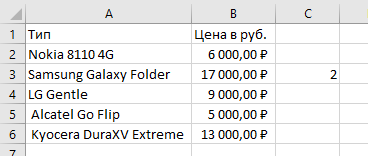 A B C
1 Тип Цена в руб.
2 Nokia 8110 4G 6 000,00 ₽
3 Samsung Galaxy Folder 17 000,00 ₽ 2
4 LG Gentle 9 000,00 ₽
5 Alcatel Go Flip 5 000,00 ₽
6 Kyocera DuraXV Extreme 13 000,00 ₽
7